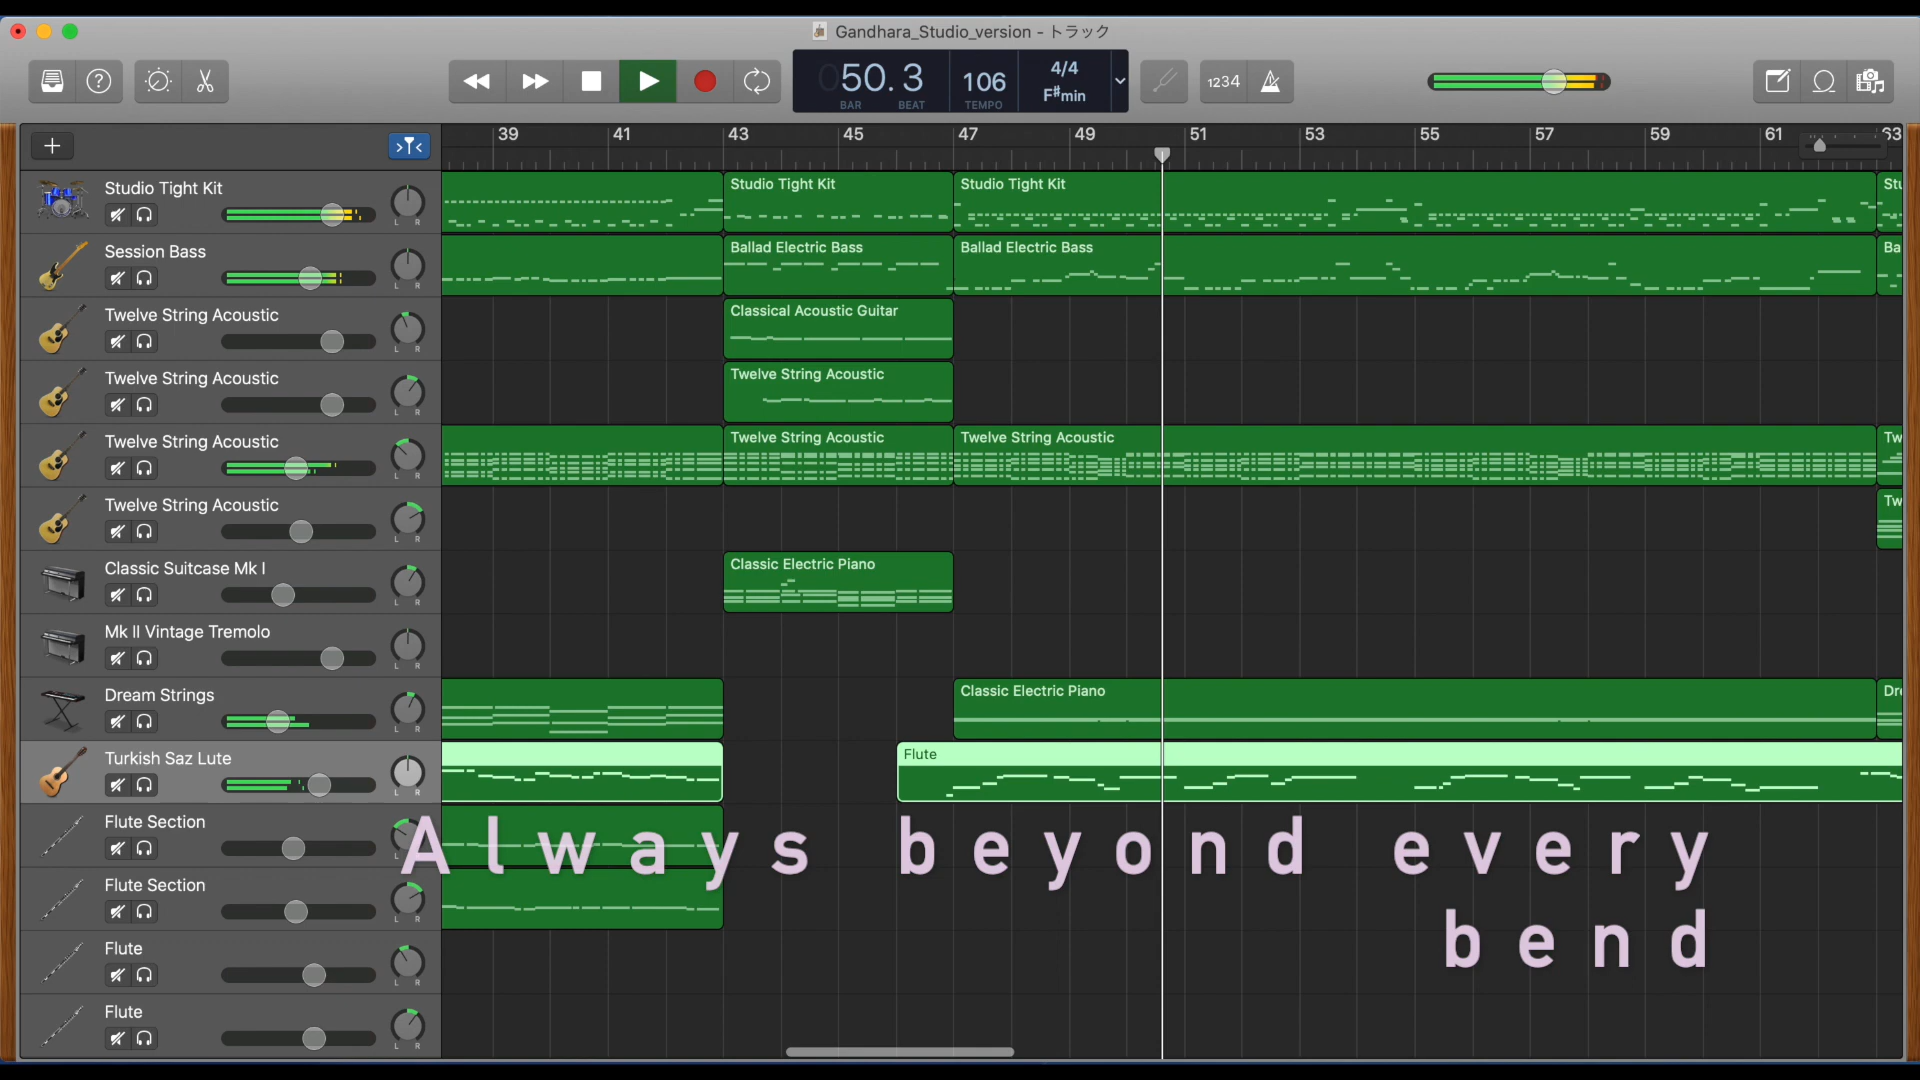 Gandhara_Studio_version - トラック
50.3
BAR BEAT
106
TEMPO
4/4
F#min
1234
39 41 43 45 47 49 51 53 55 57 59 61 63
Studio Tight Kit
L R
Studio Tight Kit
Studio Tight Kit
Stu
Session Bass
L R
Ballad Electric Bass
Ballad Electric Bass
Ba
Twelve String Acoustic
L R
Classical Acoustic Guitar
Twelve String Acoustic
L R
Twelve String Acoustic
Twelve String Acoustic
L R
Twelve String Acoustic
Twelve String Acoustic
Tw
Twelve String Acoustic
L R
Tw
Classic Suitcase Mk I
L R
Classic Electric Piano
Mk II Vintage Tremolo
L R
Dream Strings
L R
Classic Electric Piano
Dre
Turkish Saz Lute
L R
Flute
Flute Section
L R
Always beyond every
bend
Flute Section
L R
Flute
L R
Flute
L R